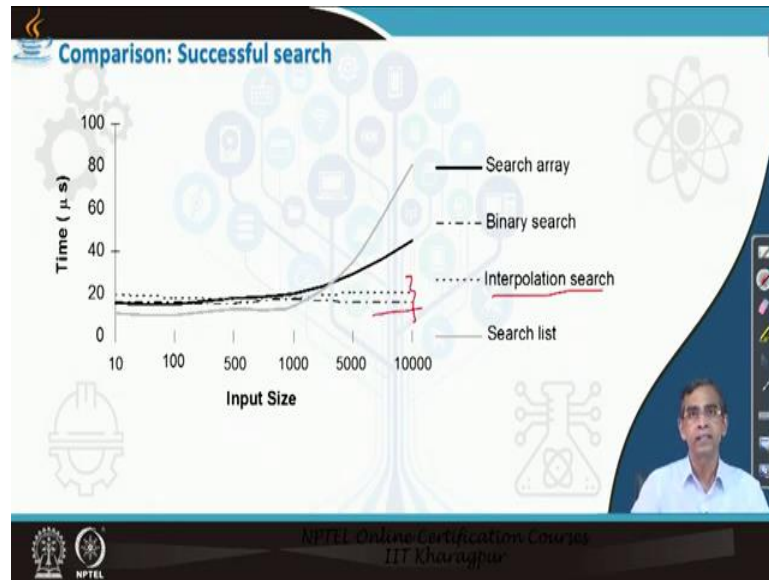 Comparison: Successful search
100
80
60
40
20
0
Time ( μ s)
10 100 500 1000 5000 10000
Input Size
Search array
Binary search
Interpolation search
Search list
NPTEL
NPTEL Online Certification Courses
IIT Kharagpur